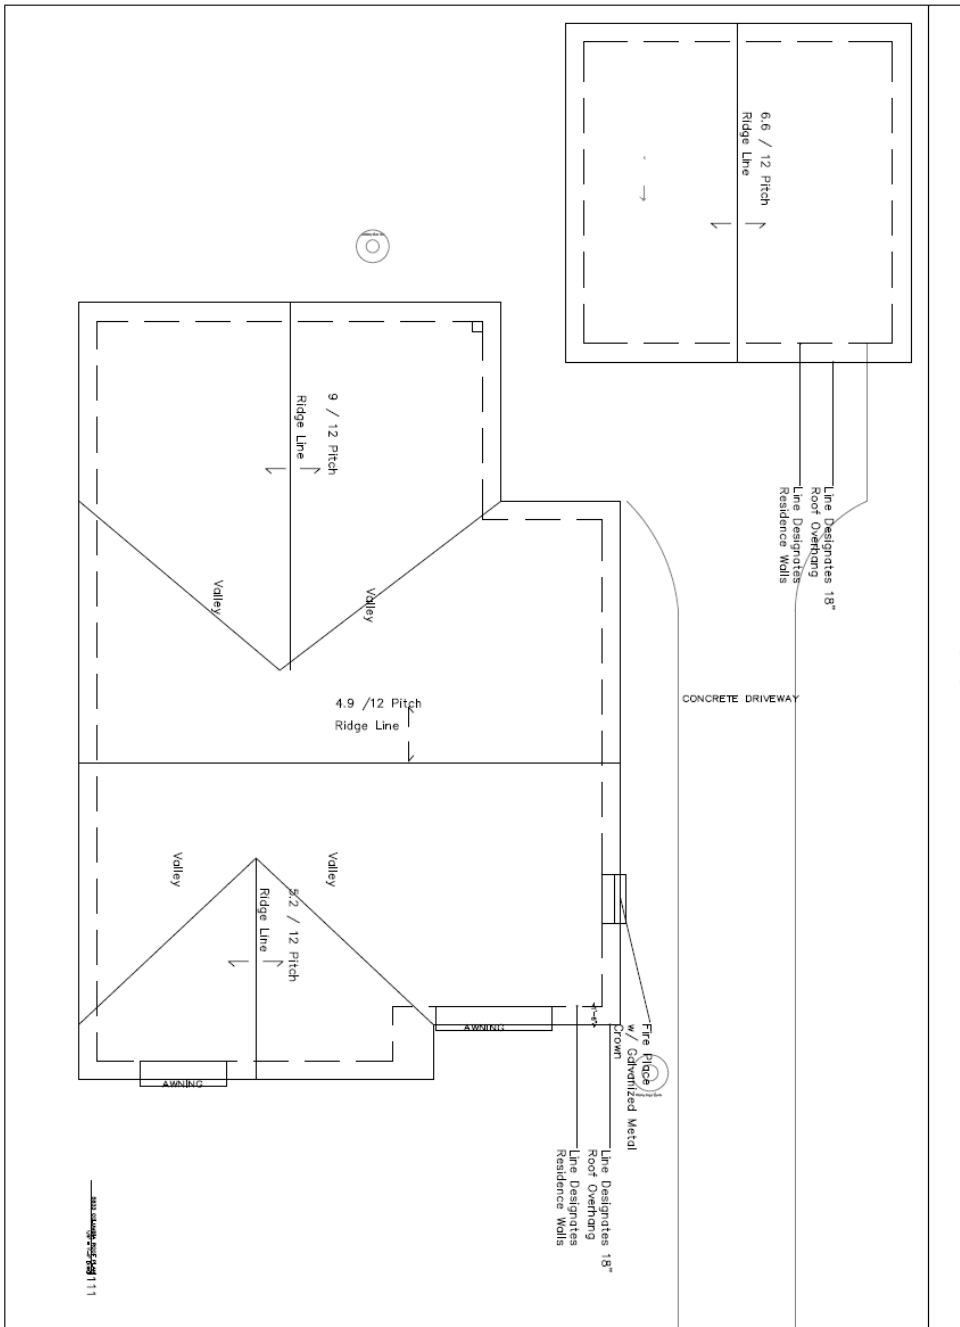 6.6 / 12 Pitch
Ridge Line
9 / 12 Pitch
Ridge Line
Line Designates 18"
Roof Overhang
Line Designates
Residence Walls
Valley
Valley
CONCRETE DRIVEWAY
4.9 /12 Pitch
Ridge Line
Valley
Valley
5.2 / 12 Pitch
Ridge Line
1'-6"
AWNING
AWNING
Fire Place
w/ Galvanized Metal
Crown
Line Designates 18"
Roof Overhang
Line Designates
Residence Walls